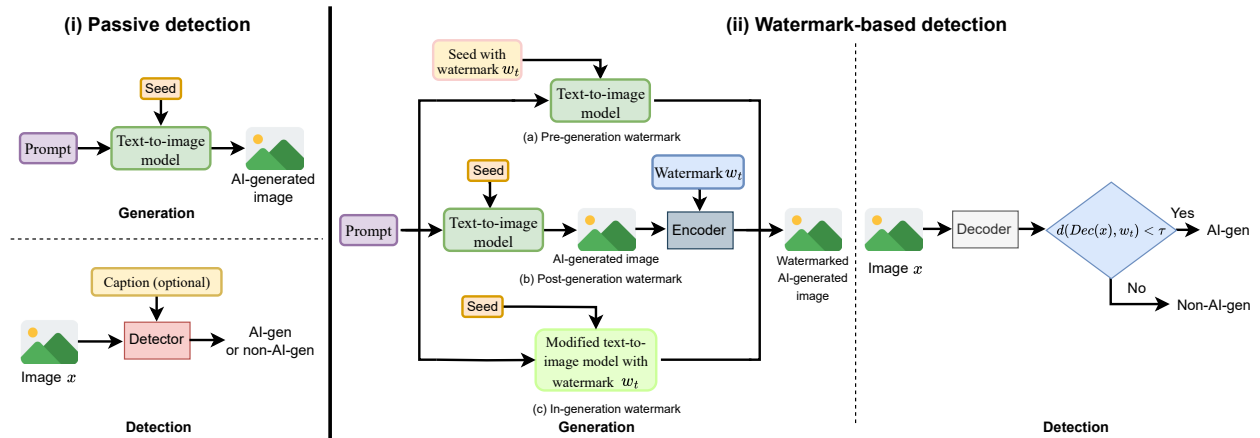 (i) Passive detection
Seed
Prompt
Text-to-image
model
AI-generated
image
Generation
Caption (optional)
Detector
AI-gen
or non-AI-gen
Image x
Detection
(ii) Watermark-based detection
Seed with
watermark w_t
Text-to-image
model
(a) Pre-generation watermark
Seed
Watermark w_t
Prompt
Text-to-image
model
Encoder
AI-generated image
Watermarked
AI-generated
image
(b) Post-generation watermark
Seed
Modified text-to-
image model with
watermark w_t
(c) In-generation watermark
Generation
Image x
Decoder
d(Dec(x), w_t) < τ
Yes
AI-gen
No
Non-AI-gen
Detection